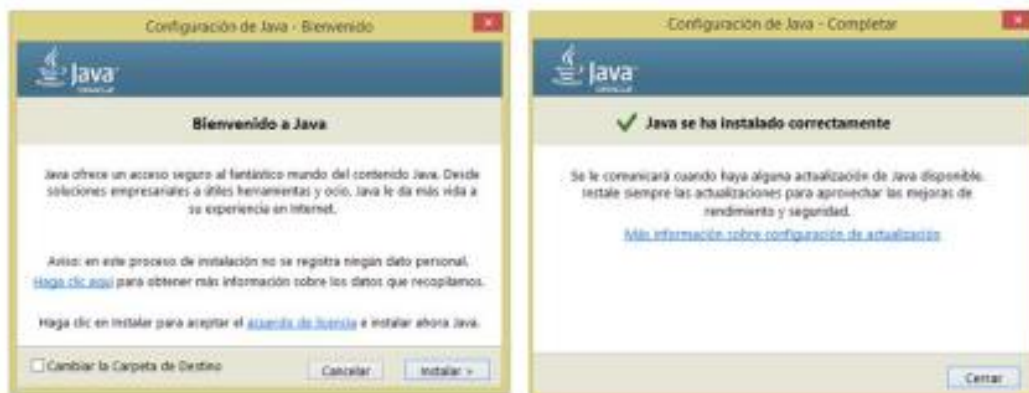 Configuración de Java - Bienvenido
Java
ORACLE
Bienvenido a Java
Java ofrece un acceso seguro al fantástico mundo del contenido Java. Desde
soluciones empresariales a útiles herramientas y ocio, Java le da más vida a
su experiencia en Internet.
Aviso: en este proceso de instalación no se registra ningún dato personal.
Haga clic aquí para obtener más información sobre los datos que recopilamos.
Haga clic en Instalar para aceptar el acuerdo de licencia e instalar ahora Java.
Cambiar la Carpeta de Destino
Cancelar
Instalar >
Configuración de Java - Completar
Java
ORACLE
Java se ha instalado correctamente
Se le comunicará cuando haya alguna actualización de Java disponible.
Instale siempre las actualizaciones para aprovechar las mejoras de
rendimiento y seguridad.
Más información sobre configuración de actualización
Cerrar